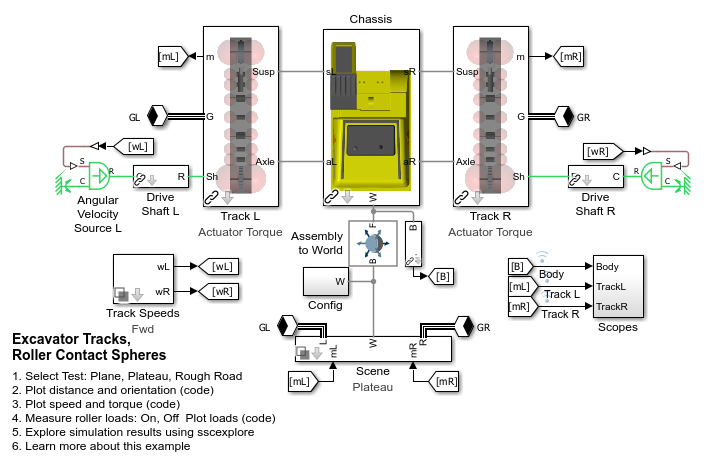 Chassis
[mL]
m
Susp
sL
sR
Susp
m
[mR]
GL
G
G
GR
[wL]
[wR]
Axle
aL
aR
Axle
S
C
R
R
Sh
Sh
C
R
S
C
W
Angular
Velocity
Source L
Drive
Shaft L
Track L
Actuator Torque
Track R
Actuator Torque
Drive
Shaft R
Assembly
to World
F
B
B
[B]
wL
[wL]
wR
[wR]
Track Speeds
Fwd
W
Config
[B]
Body
Body
[mL]
Track L
TrackL
[mR]
Track R
TrackR
Scopes
GL
GR
L
mL
W
mR
R
Scene
Plateau
[mL]
[mR]
Excavator Tracks,
Roller Contact Spheres
1. Select Test: Plane, Plateau, Rough Road
2. Plot distance and orientation (code)
3. Plot speed and torque (code)
4. Measure roller loads: On, Off  Plot loads (code)
5. Explore simulation results using sscexplore
6. Learn more about this example